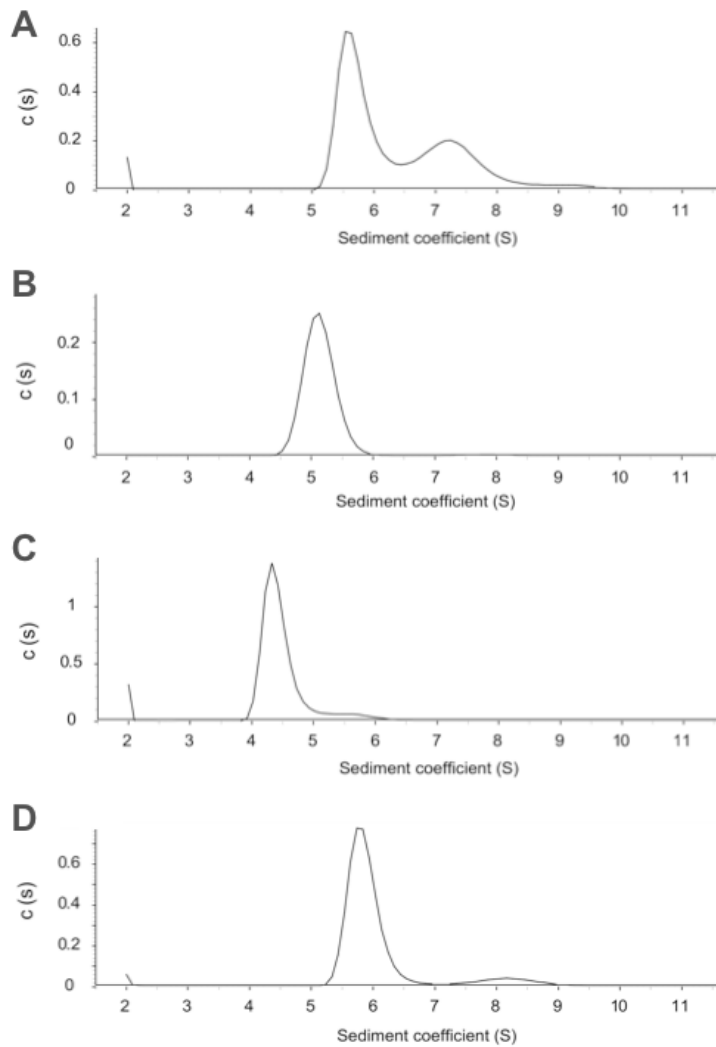 A
c (s)
0.6
0.4
0.2
0
2 3 4 5 6 7 8 9 10 11
Sediment coefficient (S)
B
c (s)
0.2
0.1
0
2 3 4 5 6 7 8 9 10 11
Sediment coefficient (S)
C
c (s)
1
0.5
0
2 3 4 5 6 7 8 9 10 11
Sediment coefficient (S)
D
c (s)
0.6
0.4
0.2
0
2 3 4 5 6 7 8 9 10 11
Sediment coefficient (S)